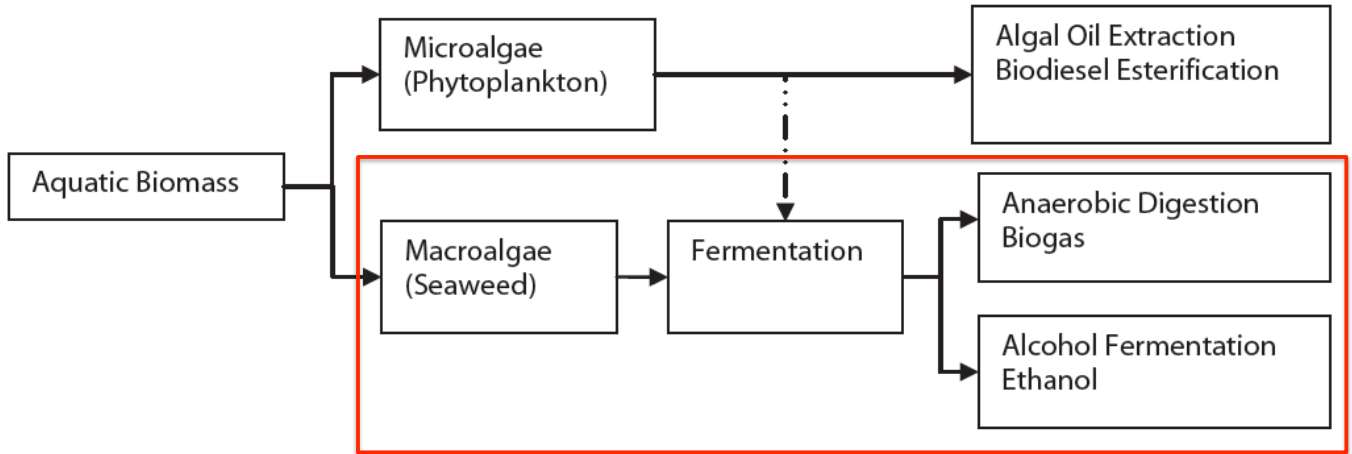 Microalgae
(Phytoplankton)
Algal Oil Extraction
Biodiesel Esterification
Aquatic Biomass
Macroalgae
(Seaweed)
Fermentation
Anaerobic Digestion
Biogas
Alcohol Fermentation
Ethanol